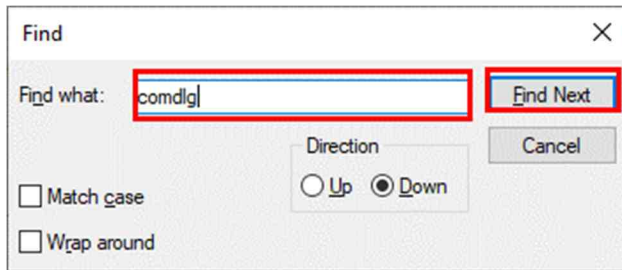 Find
Find what: comdlg Find Next
Direction Cancel
Up Down
Match case
Wrap around